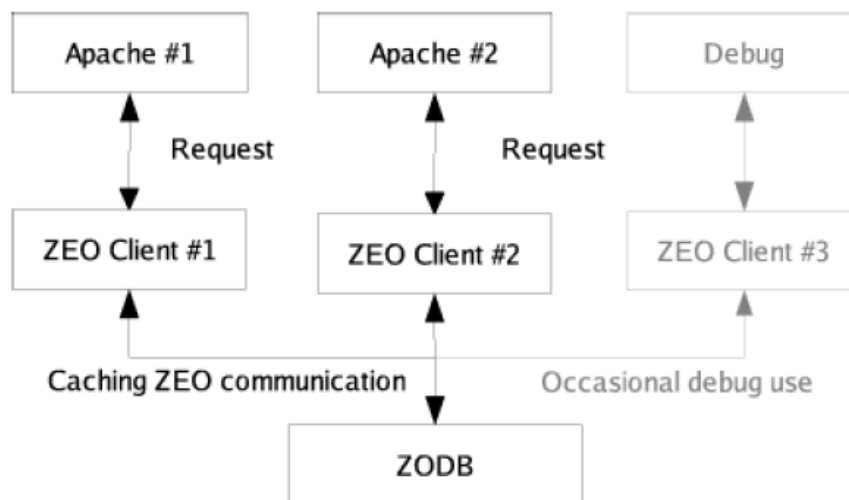 Apache #1
Apache #2
Debug
Request
Request
ZEO Client #1
ZEO Client #2
ZEO Client #3
Caching ZEO communication
Occasional debug use
ZODB